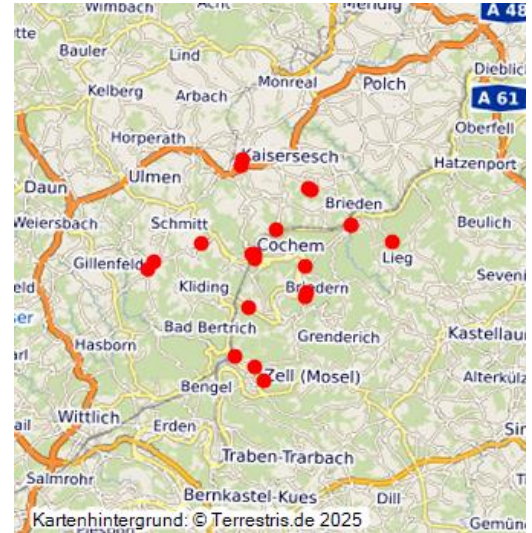 Wimbach
Acht
Mendig
A 48
Bauler
Lind
Dieblich
Kelberg
Arbach
Monreal
Polch
A 61
Horperath
Kaisersesch
Oberfell
Hatzenport
Daun
Ulmen
Brieden
Weiersbach
Schmitt
Beulich
Cochem
Gillenfeld
Lieg
Kliding
Briedern
Bad Bertrich
Grenderich
Kastellaun
Hasborn
Bengel
Zell (Mosel)
Wittlich
Erden
Salmrohr
Traben-Trarbach
Bernkastel-Kues
Dill
Kartenhintergrund: © Terrestris.de 2025